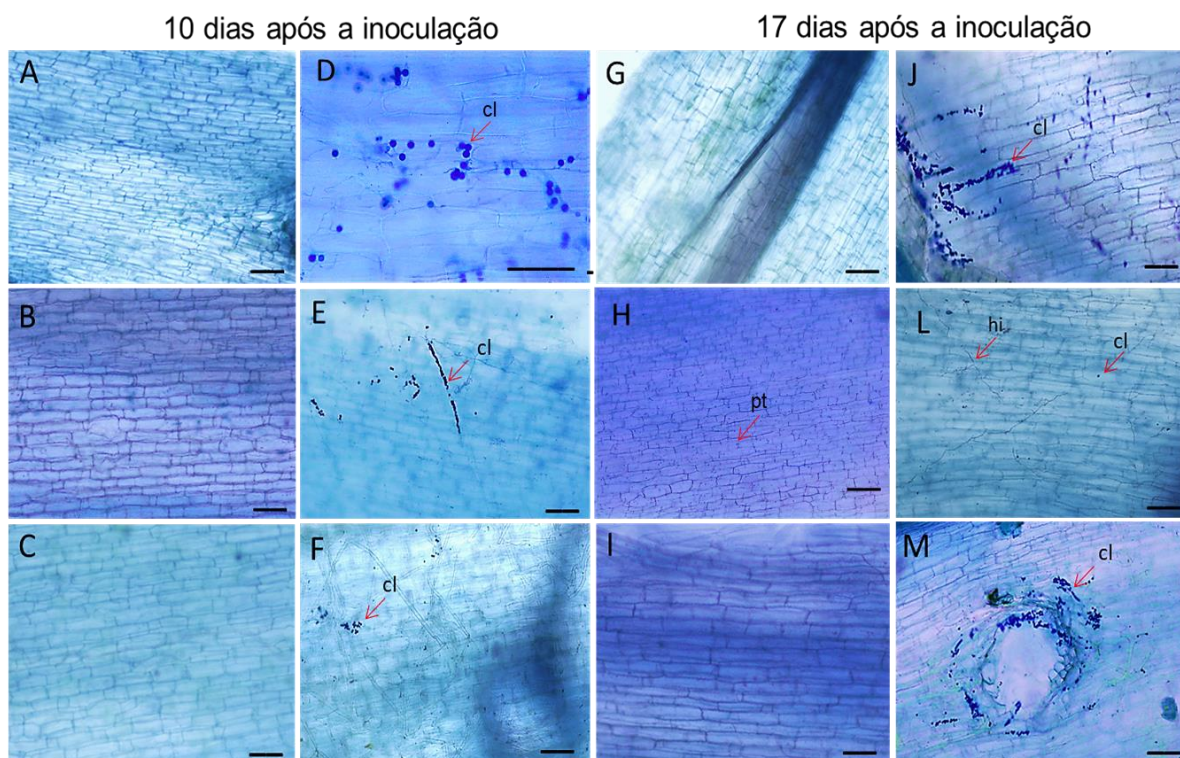 10 dias após a inoculação
17 dias após a inoculação
A
D
cl
G
J
cl
B
E
cl
H
pt
L
hi
cl
C
F
cl
I
M
cl